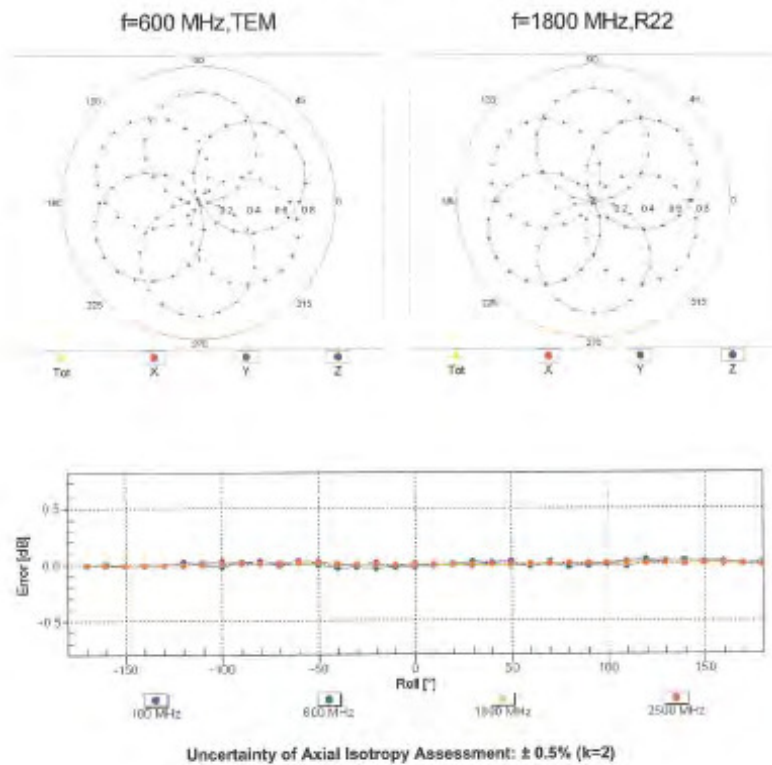 f=600 MHz,TEM
f=1800 MHz,R22
90
135
45
180
0.2 0.4 0.6 0.8
0
225
315
270
Tot
X
Y
Z
90
135
45
180
0.2 0.4 0.6 0.8
0
225
315
270
Tot
X
Y
Z
Error [dB]
0.5
0.0
-0.5
-150
-100
-50
0
50
100
150
Roll [°]
100 MHz
600 MHz
1800 MHz
2500 MHz
Uncertainty of Axial Isotropy Assessment: ± 0.5% (k=2)